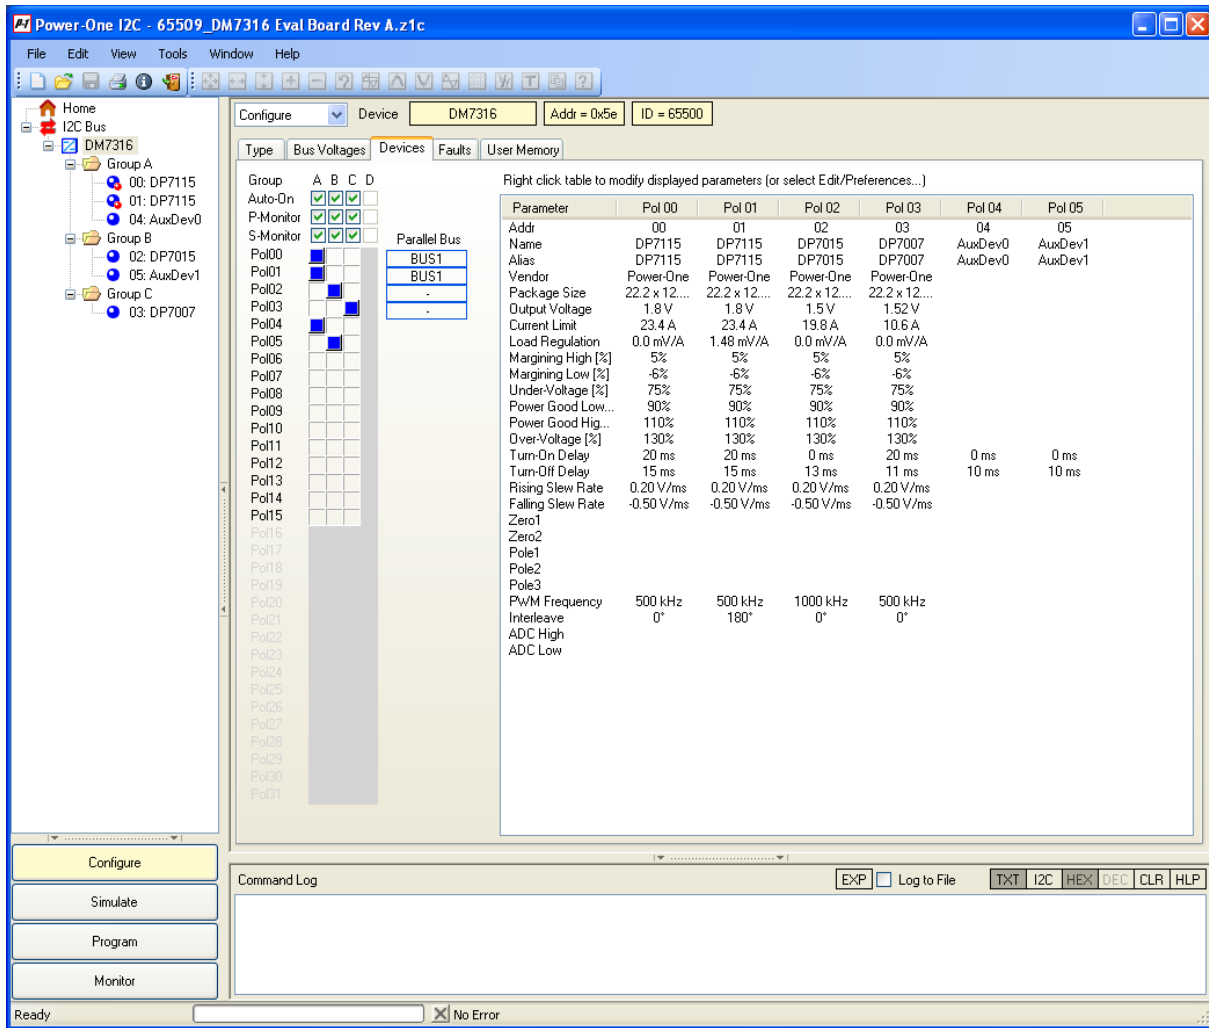 Power-One I2C - 65509_DM7316 Eval Board Rev A.z1c
File Edit View Tools Window Help
Home
I2C Bus
DM7316
Group A
00: DP7115
01: DP7115
04: AuxDev0
Group B
02: DP7015
05: AuxDev1
Group C
03: DP7007
Configure
Simulate
Program
Monitor
Configure Device DM7316 Addr = 0x5e ID = 65500
Type Bus Voltages Devices Faults User Memory
Group A B C D
Auto-On
P-Monitor
S-Monitor
Parallel Bus
Pol00 BUS1
Pol01 BUS1
Pol02 -
Pol03 -
Pol04
Pol05
Pol06
Pol07
Pol08
Pol09
Pol10
Pol11
Pol12
Pol13
Pol14
Pol15
Pol16
Pol17
Pol18
Pol19
Pol20
Pol21
Pol22
Pol23
Pol24
Pol25
Pol26
Pol27
Pol28
Pol29
Pol30
Pol31
Right click table to modify displayed parameters (or select Edit/Preferences...)
Parameter Pol 00 Pol 01 Pol 02 Pol 03 Pol 04 Pol 05
Addr 00 01 02 03 04 05
Name DP7115 DP7115 DP7015 DP7007 AuxDev0 AuxDev1
Alias DP7115 DP7115 DP7015 DP7007 AuxDev0 AuxDev1
Vendor Power-One Power-One Power-One Power-One
Package Size 22.2 x 12.... 22.2 x 12.... 22.2 x 12.... 22.2 x 12....
Output Voltage 1.8 V 1.8 V 1.5 V 1.52 V
Current Limit 23.4 A 23.4 A 19.8 A 10.6 A
Load Regulation 0.0 mV/A 1.48 mV/A 0.0 mV/A 0.0 mV/A
Margining High [%] 5% 5% 5% 5%
Margining Low [%] -6% -6% -6% -6%
Under-Voltage [%] 75% 75% 75% 75%
Power Good Low... 90% 90% 90% 90%
Power Good Hig... 110% 110% 110% 110%
Over-Voltage [%] 130% 130% 130% 130%
Turn-On Delay 20 ms 20 ms 0 ms 20 ms 0 ms 0 ms
Turn-Off Delay 15 ms 15 ms 13 ms 11 ms 10 ms 10 ms
Rising Slew Rate 0.20 V/ms 0.20 V/ms 0.20 V/ms 0.20 V/ms
Falling Slew Rate -0.50 V/ms -0.50 V/ms -0.50 V/ms -0.50 V/ms
Zero1
Zero2
Pole1
Pole2
Pole3
PWM Frequency 500 kHz 500 kHz 1000 kHz 500 kHz
Interleave 0° 180° 0° 0°
ADC High
ADC Low
Command Log EXP Log to File TXT I2C HEX DEC CLR HLP
Ready No Error